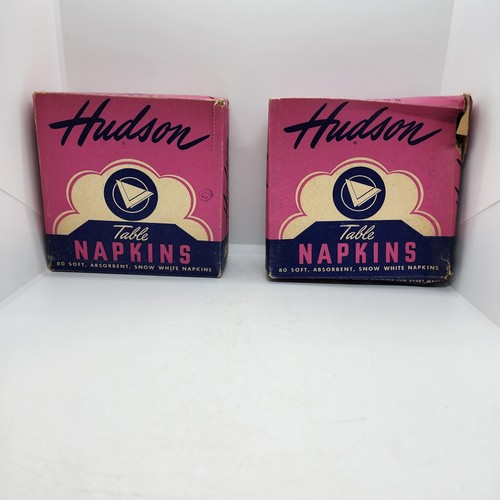 Hudson
Table
NAPKINS
80 SOFT, ABSORBENT, SNOW WHITE NAPKINS
Hudson
Table
NAPKINS
80 SOFT, ABSORBENT, SNOW WHITE NAPKINS